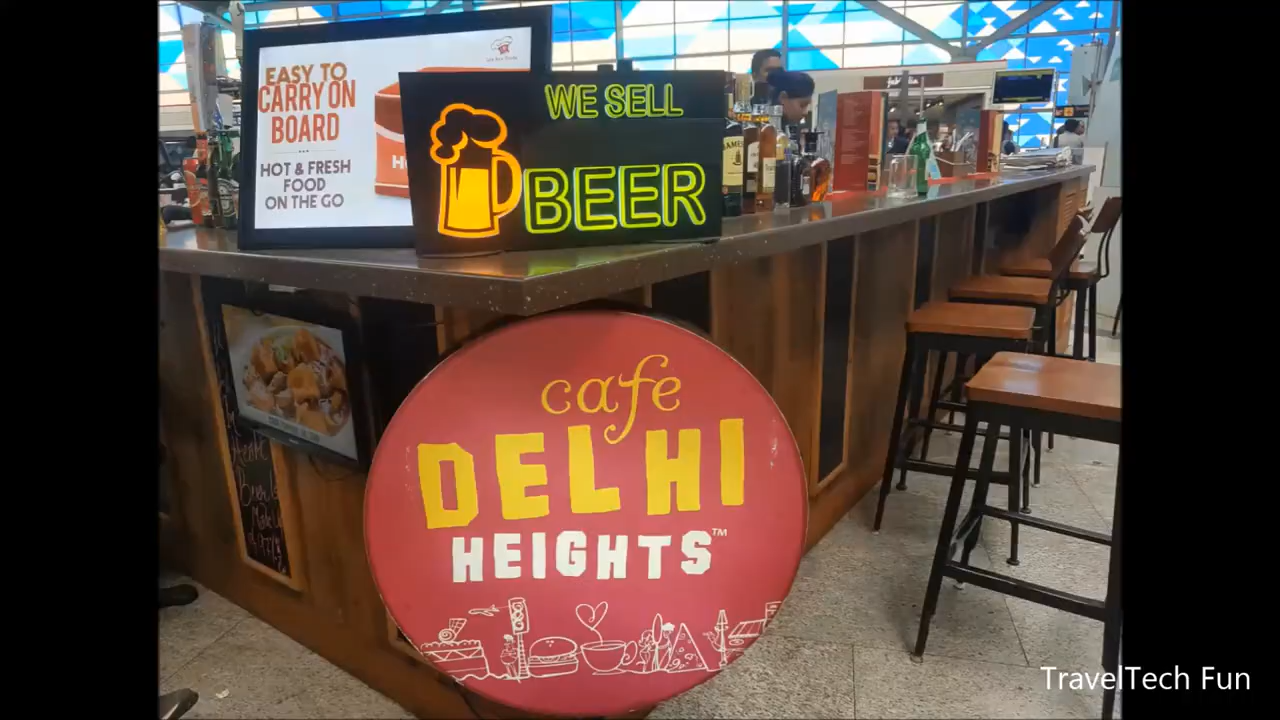 EASY TO
CARRY ON
BOARD
HOT & FRESH
FOOD
ON THE GO
WE SELL
BEER
cafe
DELHI
HEIGHTS™
Beer
TravelTech Fun